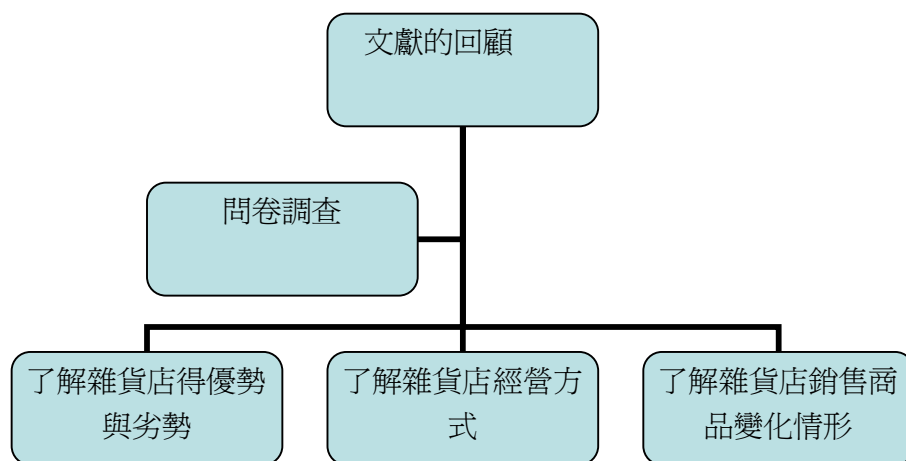 文獻的回顧
問卷調查
了解雜貨店得優勢
與劣勢
了解雜貨店經營方
式
了解雜貨店銷售商
品變化情形